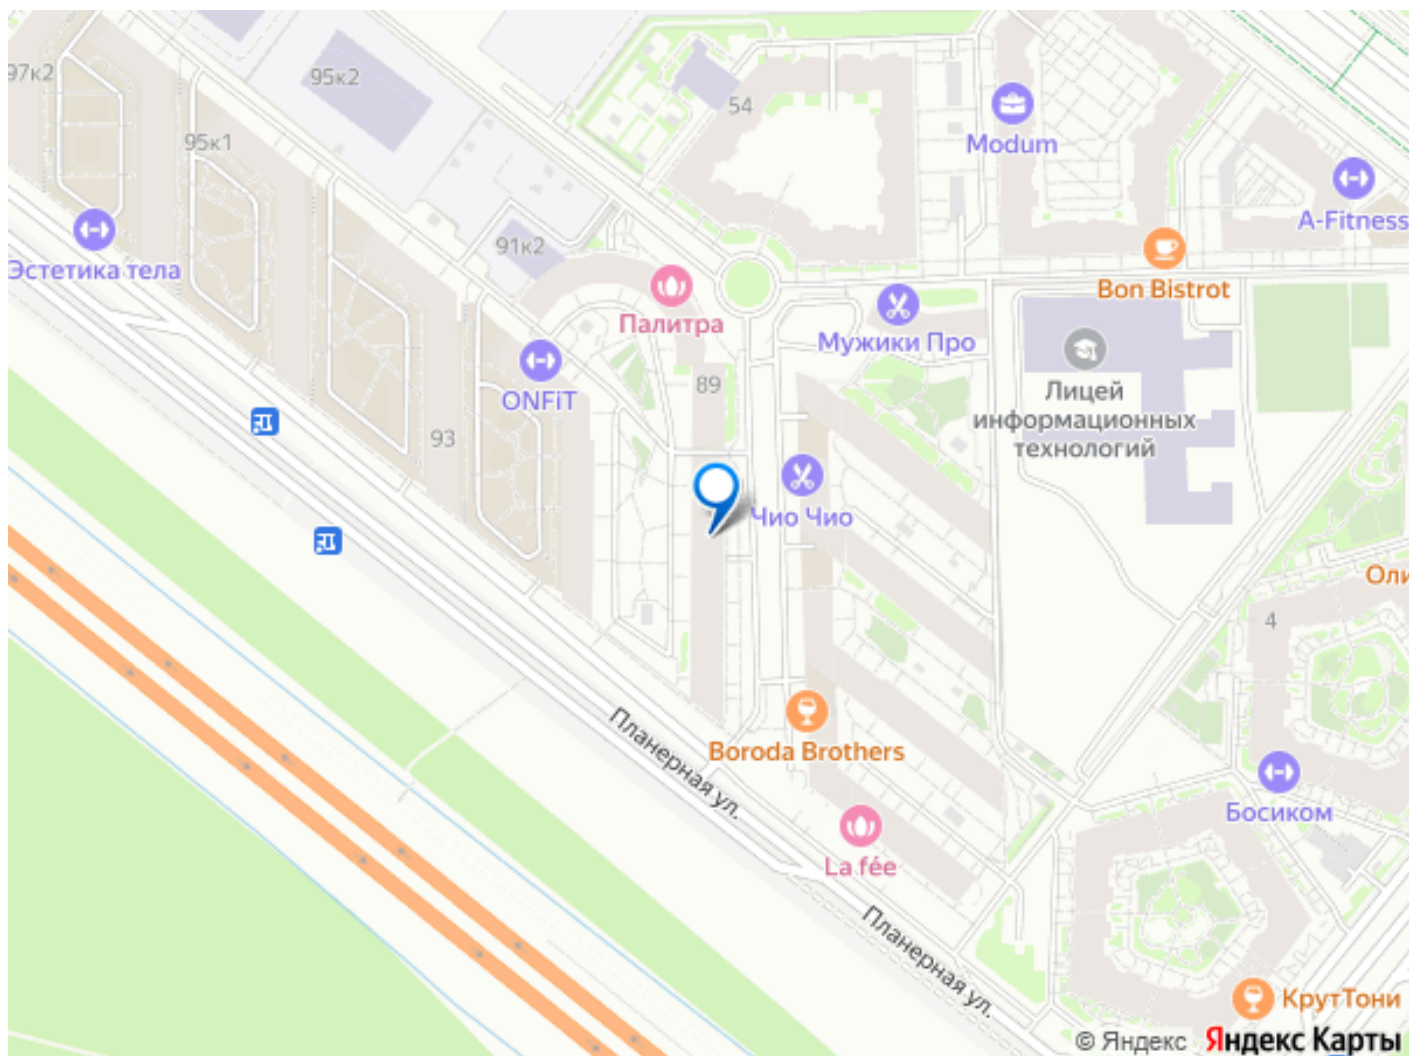 97к2
95к2
54
Modum
95к1
A-Fitness
91к2
Эстетика тела
Bon Bistrot
Палитра
Мужики Про
89
Лицей
информационных
технологий
ONFiT
93
Чио Чио
Оли
4
Планерная ул.
Boroda Brothers
Босиком
La fée
Планерная ул.
КрутТони
© Яндекс Яндекс Карты